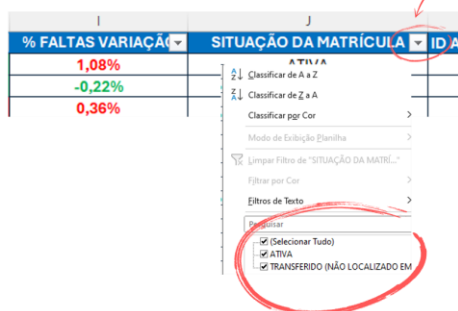 I J
% FALTAS VARIAÇÃO SITUAÇÃO DA MATRÍCULA ID A
1,08% ATIVA
-0,22%
0,36%
Classificar de A a Z
Classificar de Z a A
Classificar por Cor
Modo de Exibição Planilha
Limpar Filtro de "SITUAÇÃO DA MATRÍ..."
Filtrar por Cor
Filtros de Texto
Pesquisar
(Selecionar Tudo)
ATIVA
TRANSFERIDO (NÃO LOCALIZADO EM